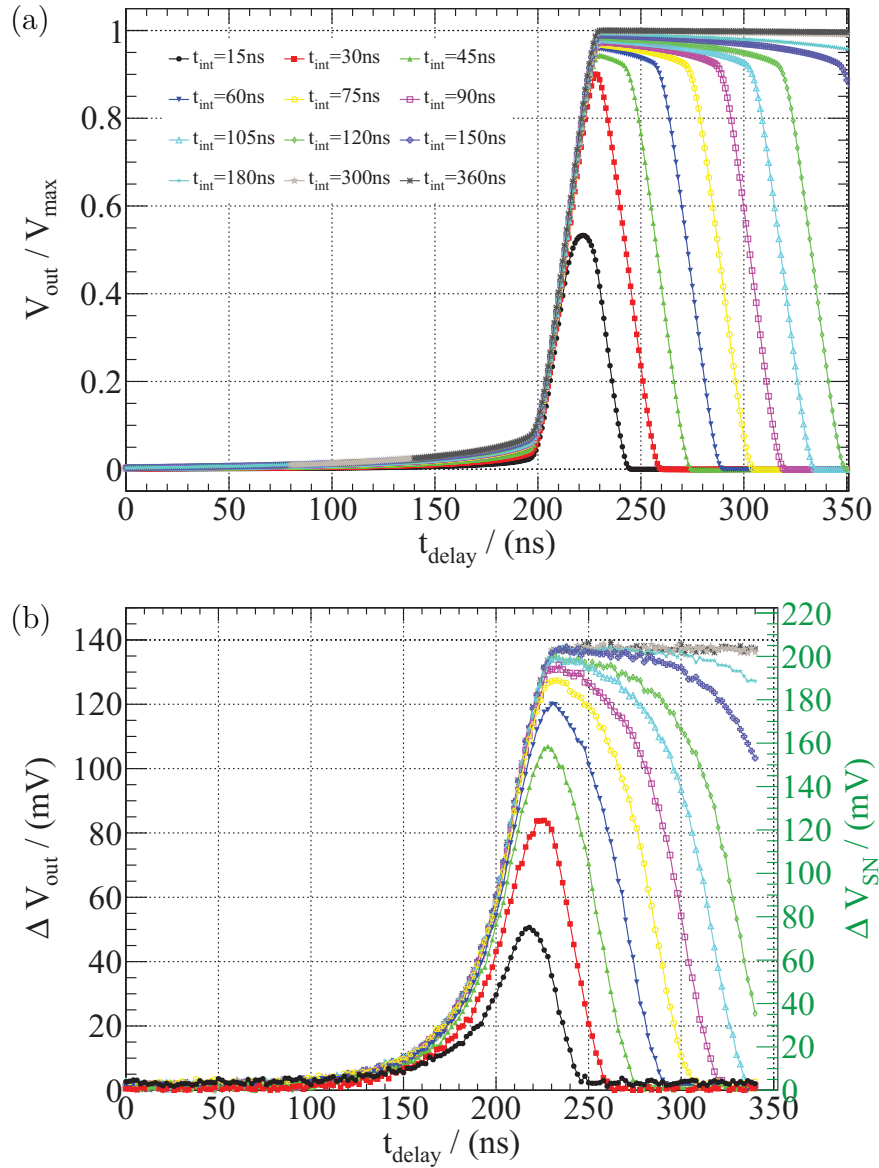 (a)
1
0.8
0.6
0.4
0.2
0
V_out / V_max
t_int=15ns t_int=30ns t_int=45ns
t_int=60ns t_int=75ns t_int=90ns
t_int=105ns t_int=120ns t_int=150ns
t_int=180ns t_int=300ns t_int=360ns
0 50 100 150 200 250 300 350
t_delay / (ns)
(b)
140
120
100
80
60
40
20
0
Δ V_out / (mV)
220
200
180
160
140
120
100
80
60
40
20
0
Δ V_SN / (mV)
0 50 100 150 200 250 300 350
t_delay / (ns)